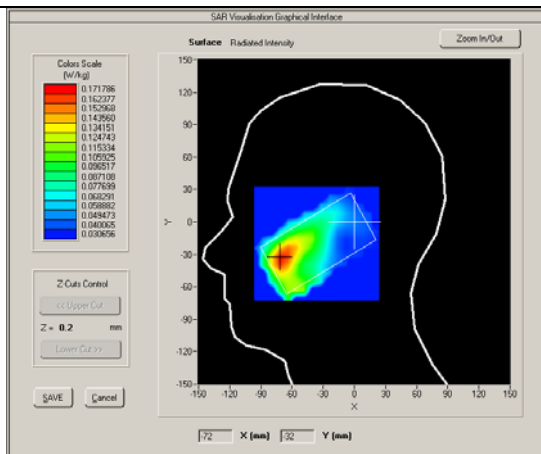 SAR Visualisation Graphical Interface
Surface Radiated Intensity
Zoom In/Out
Colors Scale
(W/kg)
0.171786
0.162377
0.152968
0.143560
0.134151
0.124743
0.115334
0.105925
0.096517
0.087108
0.077699
0.068291
0.058882
0.049473
0.040065
0.030656
Z-Cuts Control
<< Upper Cut
Z = 0.2 mm
Lower Cut >>
SAVE Cancel
150
120
90
60
30
0
-30
-60
-90
-120
-150
Y
-150 -120 -90 -60 -30 0 30 60 90 120 150
X
-72 X (mm) -32 Y (mm)